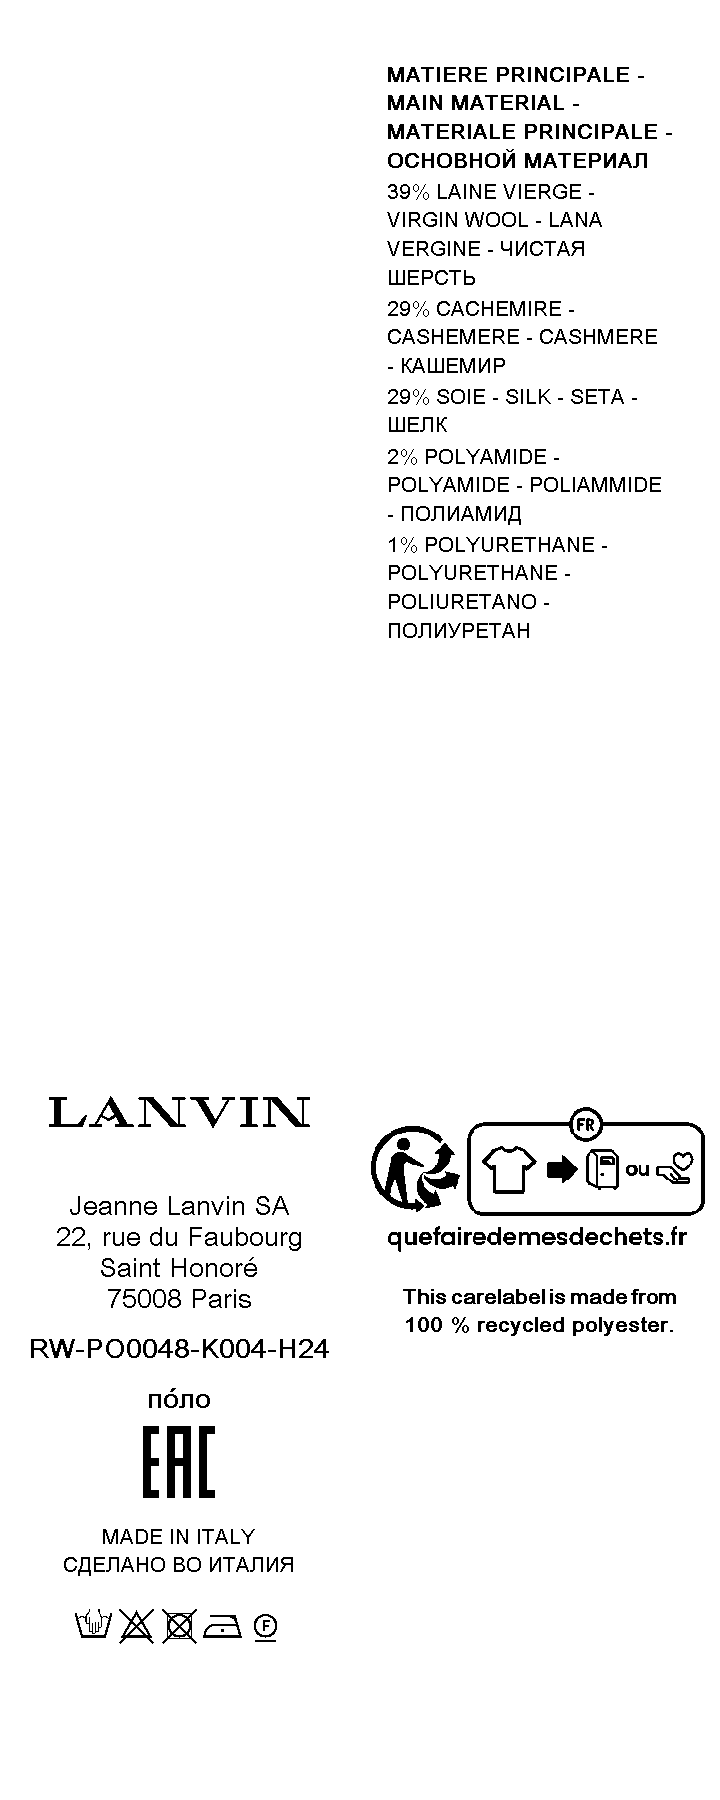 MATIERE PRINCIPALE -
MAIN MATERIAL -
MATERIALE PRINCIPALE -
ОСНОВНОЙ МАТЕРИАЛ
39% LAINE VIERGE -
VIRGIN WOOL - LANA
VERGINE - ЧИСТАЯ
ШЕРСТЬ
29% CACHEMIRE -
CASHEMERE - CASHMERE
- КАШЕМИР
29% SOIE - SILK - SETA -
ШЕЛК
2% POLYAMIDE -
POLYAMIDE - POLIAMMIDE
- ПОЛИАМИД
1% POLYURETHANE -
POLYURETHANE -
POLIURETANO -
ПОЛИУРЕТАН
LANVIN
Jeanne Lanvin SA
22, rue du Faubourg
Saint Honoré
75008 Paris
RW-PO0048-K004-H24
по́ло
EAC
MADE IN ITALY
СДЕЛАНО ВО ИТАЛИЯ
F
FR
ou
quefairedemesdechets.fr
This carelabel is made from
100 % recycled polyester.